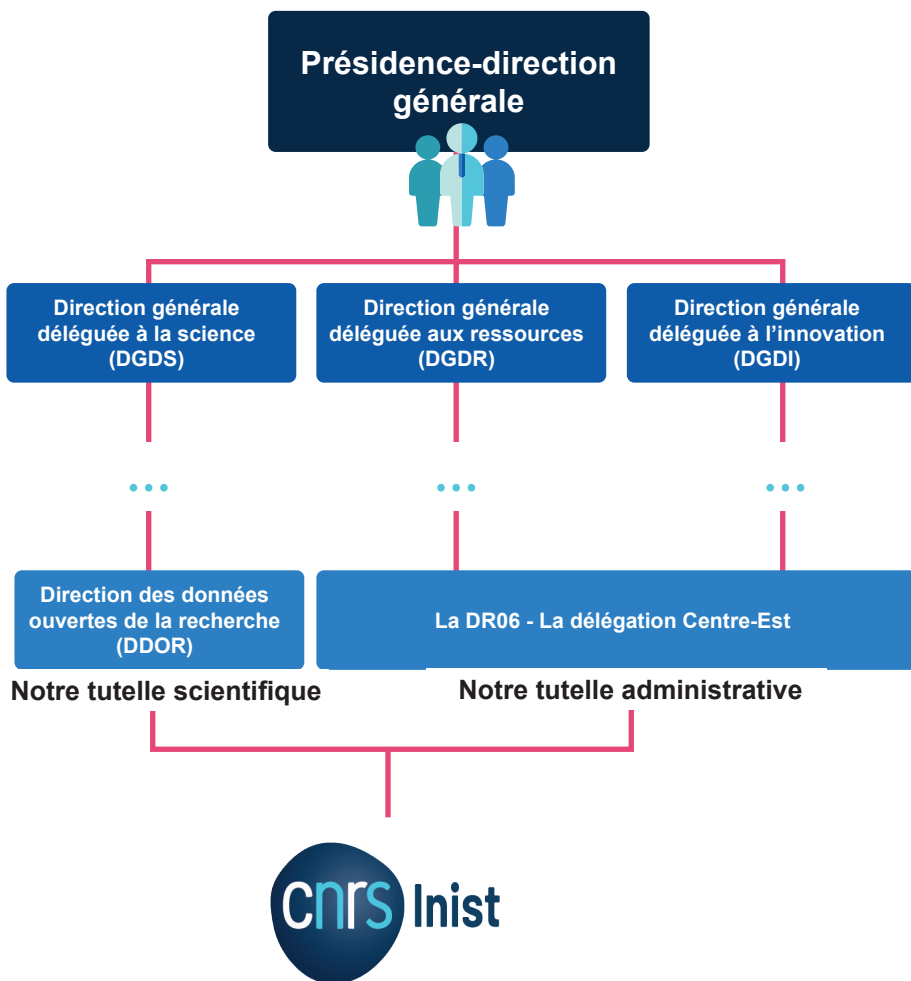 Présidence-direction
générale
Direction générale
déléguée à la science
(DGDS)
Direction générale
déléguée aux ressources
(DGDR)
Direction générale
déléguée à l’innovation
(DGDI)
...
...
...
Direction des données
ouvertes de la recherche
(DDOR)
La DR06 - La délégation Centre-Est
Notre tutelle scientifique
Notre tutelle administrative
cnrs Inist